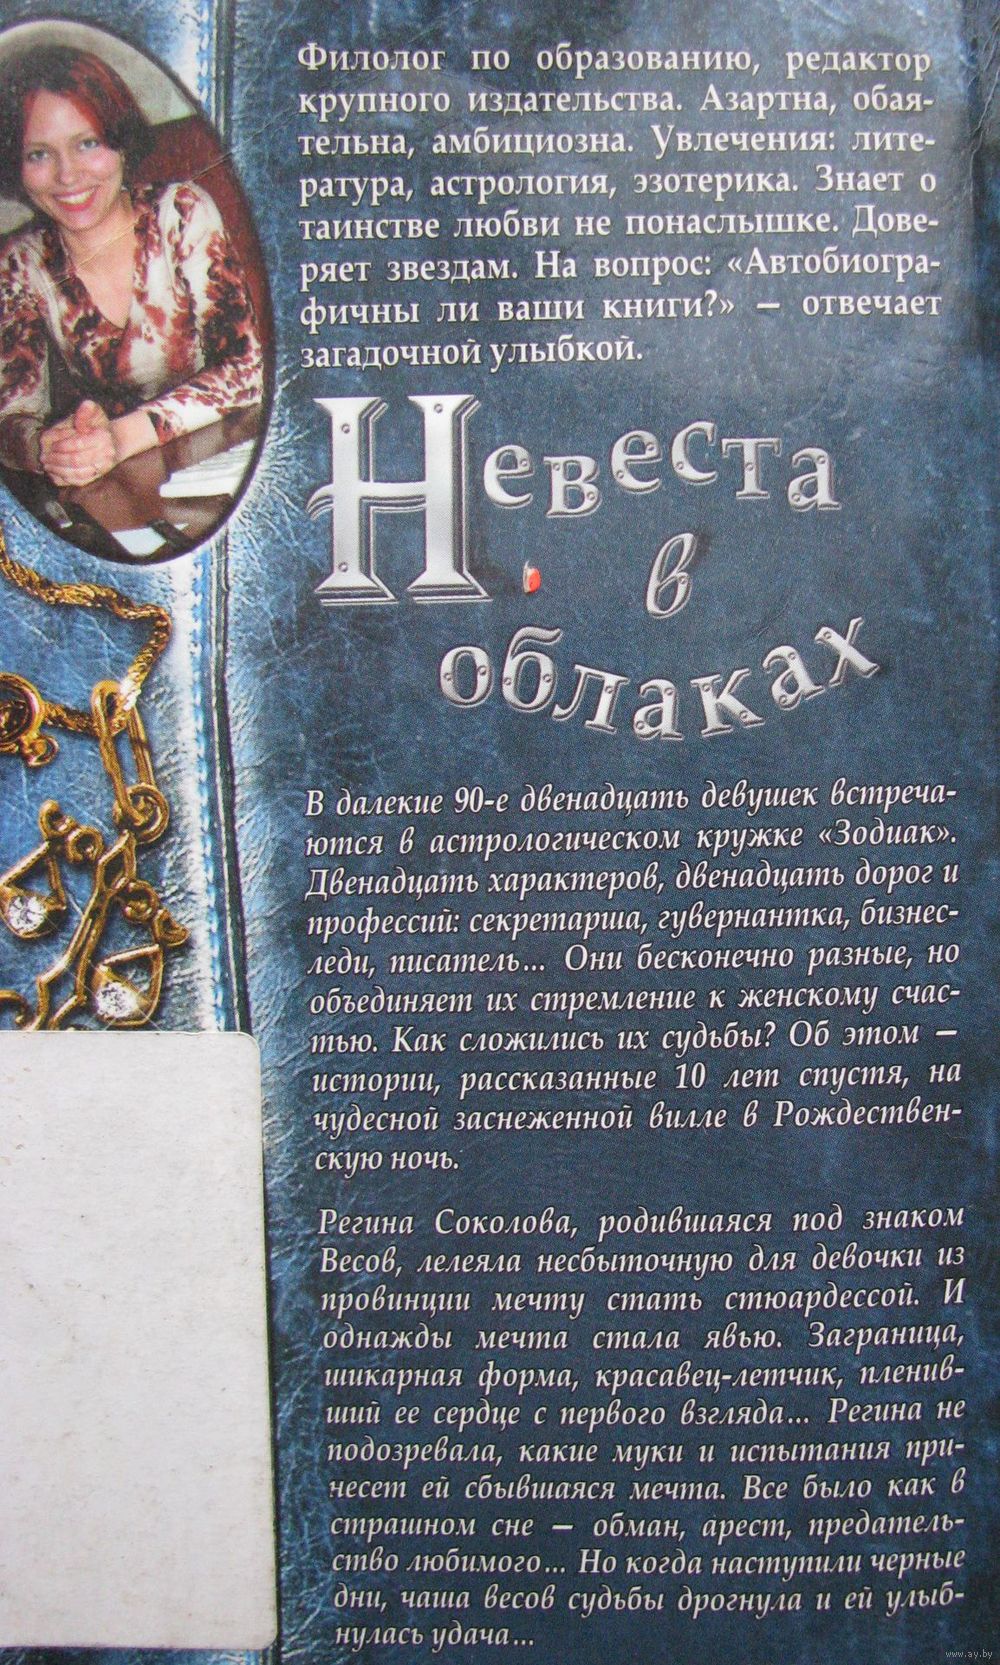 Филолог по образованию, редактор
крупного издательства. Азартна, обая-
тельна, амбициозна. Увлечения: лите-
ратура, астрология, эзотерика. Знает о
таинстве любви не понаслышке. Дове-
ряет звездам. На вопрос: «Автобиогра-
фичны ли ваши книги?» – отвечает
загадочной улыбкой.
Невеста
в
облаках
В далекие 90-е двенадцать девушек встреча-
ются в астрологическом кружке «Зодиак».
Двенадцать характеров, двенадцать дорог и
профессий: секретарша, гувернантка, бизнес-
леди, писатель... Они бесконечно разные, но
объединяет их стремление к женскому счас-
тью. Как сложились их судьбы? Об этом –
истории, рассказанные 10 лет спустя, на
чудесной заснеженной вилле в Рождествен-
скую ночь.
Регина Соколова, родившаяся под знаком
Весов, лелеяла несбыточную для девочки из
провинции мечту стать стюардессой. И
однажды мечта стала явью. Заграница,
шикарная форма, красавец-летчик, пленив-
ший ее сердце с первого взгляда... Регина не
подозревала, какие муки и испытания при-
несет ей сбывшаяся мечта. Все было как в
страшном сне – обман, арест, предатель-
ство любимого... Но когда наступили черные
дни, чаша весов судьбы дрогнула и ей улыб-
нулась удача...
www.ay.by